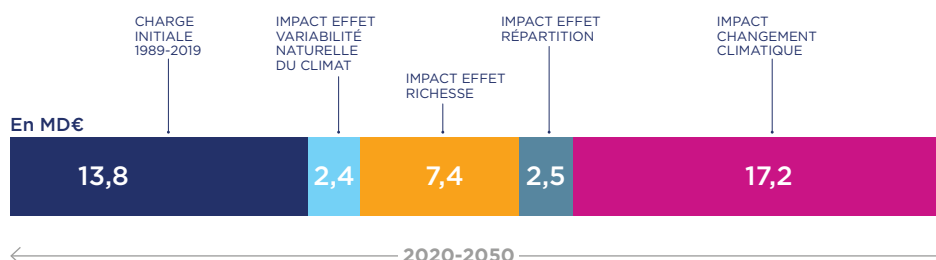 CHARGE
INITIALE
1989-2019
IMPACT EFFET
VARIABILITÉ
NATURELLE
DU CLIMAT
IMPACT EFFET
RICHESSE
IMPACT EFFET
RÉPARTITION
IMPACT
CHANGEMENT
CLIMATIQUE
En MD€
13,8
2,4
7,4
2,5
17,2
2020-2050